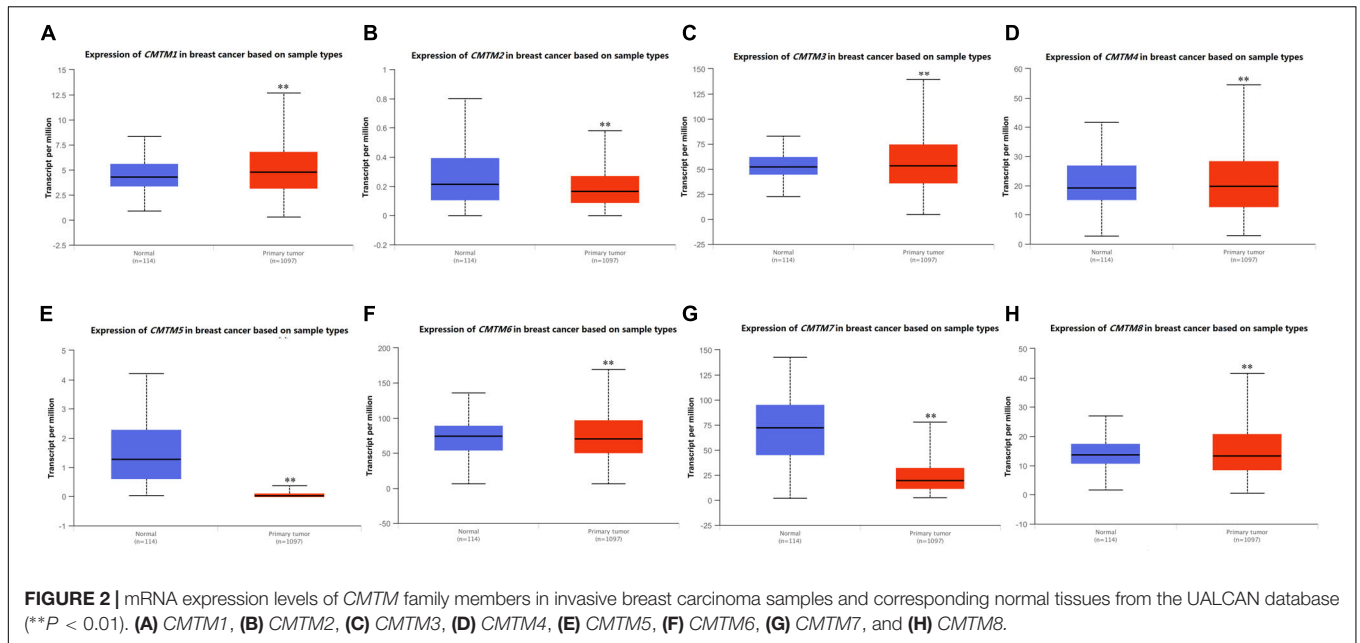 A
Expression of CMTM1 in breast cancer based on sample types
Transcript per million
15
12.5
10
7.5
5
2.5
0
-2.5
**
Normal
(n=114)
Primary tumor
(n=1097)
B
Expression of CMTM2 in breast cancer based on sample types
Transcript per million
1
0.8
0.6
0.4
0.2
0
-0.2
**
Normal
(n=114)
Primary tumor
(n=1097)
C
Expression of CMTM3 in breast cancer based on sample types
Transcript per million
150
125
100
75
50
25
0
-25
**
Normal
(n=114)
Primary tumor
(n=1097)
D
Expression of CMTM4 in breast cancer based on sample types
Transcript per million
60
50
40
30
20
10
0
**
Normal
(n=114)
Primary tumor
(n=1097)
E
Expression of CMTM5 in breast cancer based on sample types
Transcript per million
5
4
3
2
1
0
-1
**
Normal
(n=114)
Primary tumor
(n=1097)
F
Expression of CMTM6 in breast cancer based on sample types
Transcript per million
200
150
100
50
0
-50
**
Normal
(n=114)
Primary tumor
(n=1097)
G
Expression of CMTM7 in breast cancer based on sample types
Transcript per million
150
125
100
75
50
25
0
-25
**
Normal
(n=114)
Primary tumor
(n=1097)
H
Expression of CMTM8 in breast cancer based on sample types
Transcript per million
50
40
30
20
10
0
-10
**
Normal
(n=114)
Primary tumor
(n=1097)
FIGURE 2 | mRNA expression levels of CMTM family members in invasive breast carcinoma samples and corresponding normal tissues from the UALCAN database
(**P < 0.01). (A) CMTM1, (B) CMTM2, (C) CMTM3, (D) CMTM4, (E) CMTM5, (F) CMTM6, (G) CMTM7, and (H) CMTM8.